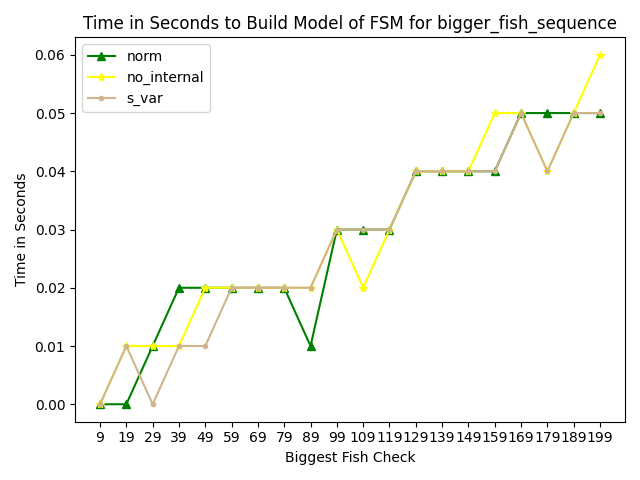 Time in Seconds to Build Model of FSM for bigger_fish_sequence
norm
no_internal
s_var
0.06
0.05
0.04
0.03
0.02
0.01
0.00
Time in Seconds
9 19 29 39 49 59 69 79 89 99 109 119 129 139 149 159 169 179 189 199
Biggest Fish Check